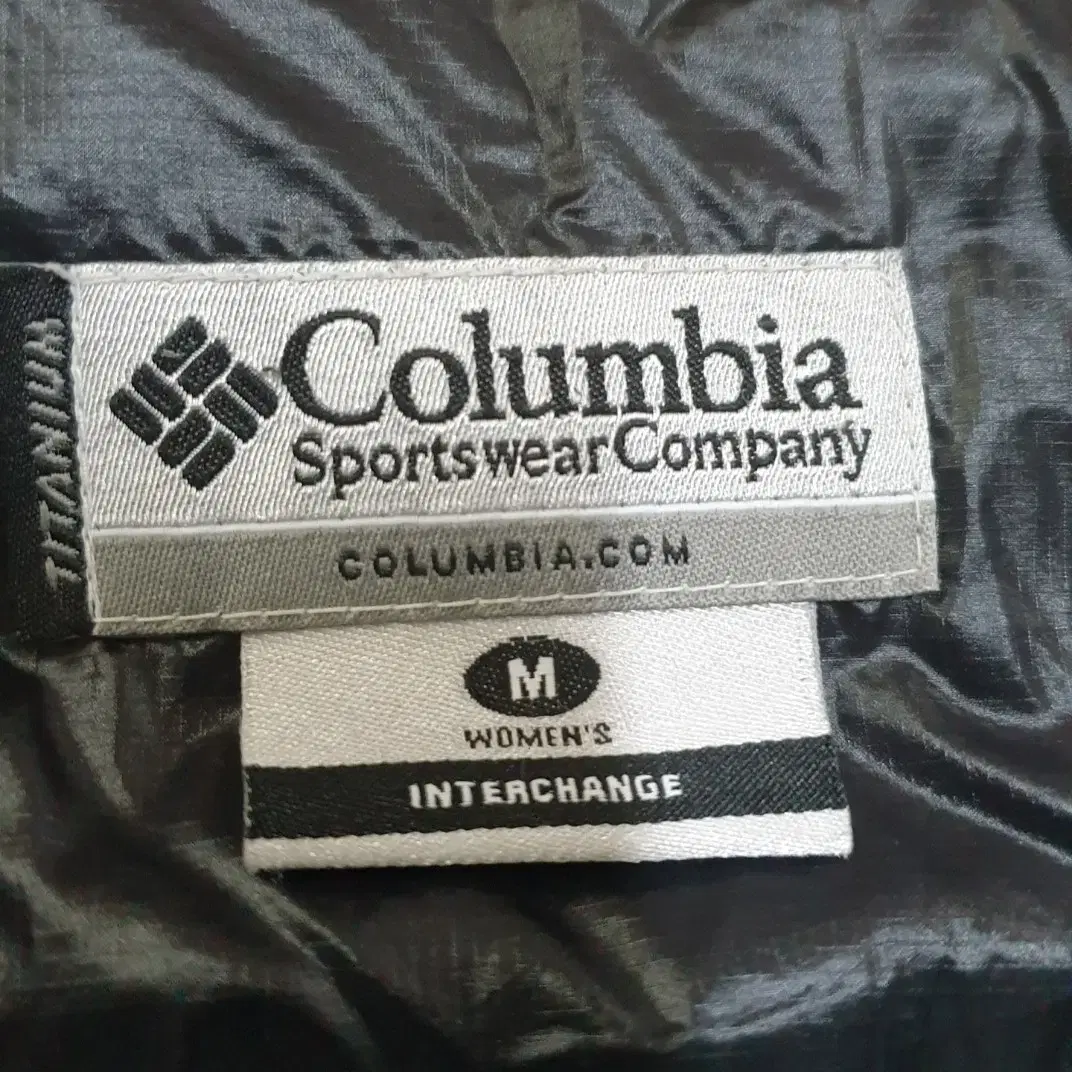 TITANIUM
Columbia
Sportswear Company
COLUMBIA.COM
M
WOMEN'S
INTERCHANGE